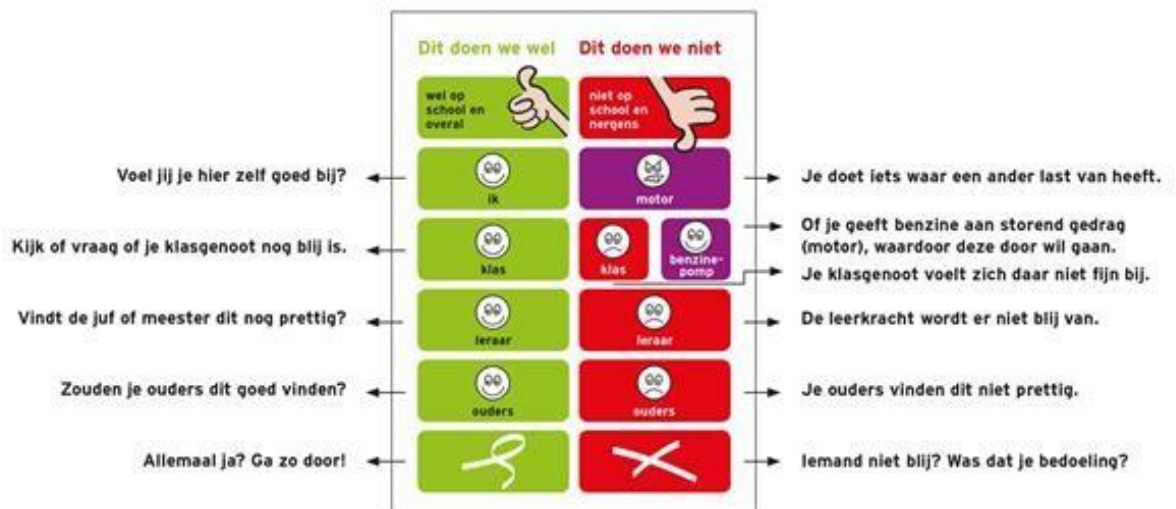 Dit doen we wel
Dit doen we niet
wel op
school en
overal
niet op
school en
nergens
Voel jij je hier zelf goed bij?
ik
motor
Je doet iets waar een ander last van heeft.
Kijk of vraag of je klasgenoot nog blij is.
klas
klas
benzine-
pomp
Of je geeft benzine aan storend gedrag
(motor), waardoor deze door wil gaan.
Je klasgenoot voelt zich daar niet fijn bij.
Vindt de juf of meester dit nog prettig?
leraar
leraar
De leerkracht wordt er niet blij van.
Zouden je ouders dit goed vinden?
ouders
ouders
Je ouders vinden dit niet prettig.
Allemaal ja? Ga zo door!
Iemand niet blij? Was dat je bedoeling?